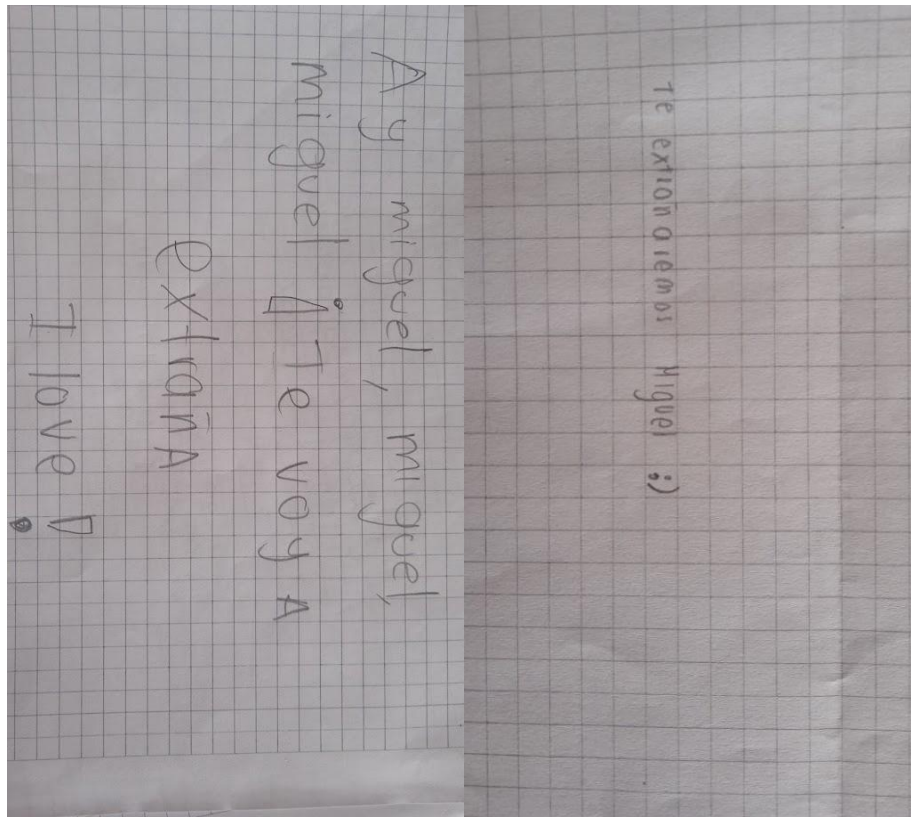 Ay miguel, miguel,
miguel ¡Te voy A
extrañA
I love!
Te extrañaremos Miguel ;)